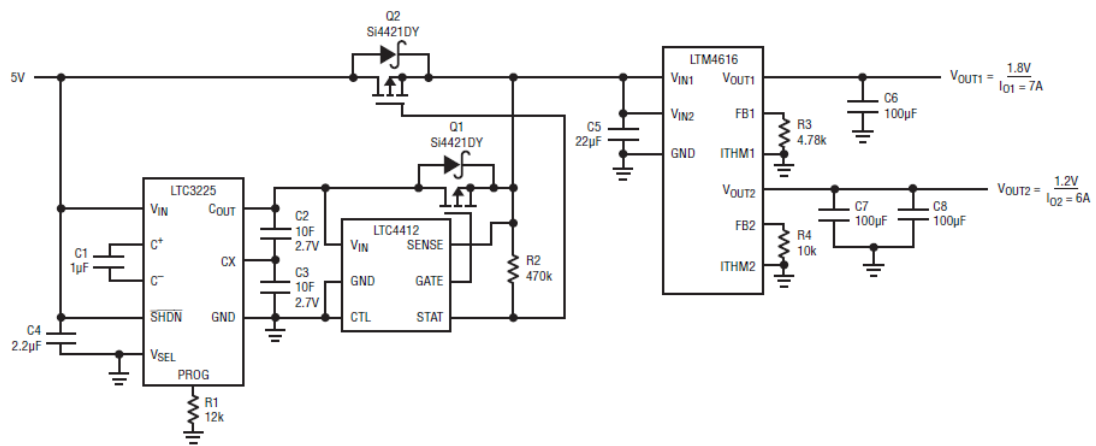 Q2
Si4421DY
5V
LTM4616
VIN1
VOUT1
VOUT1 = 1.8V
IO1 = 7A
C6
100µF
VIN2
FB1
R3
4.78k
C5
22µF
GND
ITHM1
Q1
Si4421DY
VOUT2
VOUT2 = 1.2V
IO2 = 6A
C7
100µF
C8
100µF
FB2
R4
10k
ITHM2
LTC3225
VIN
COUT
C2
10F
2.7V
C+
C1
1µF
C–
CX
C3
10F
2.7V
SHDN
GND
C4
2.2µF
VSEL
PROG
R1
12k
LTC4412
VIN
SENSE
GND
GATE
R2
470k
CTL
STAT